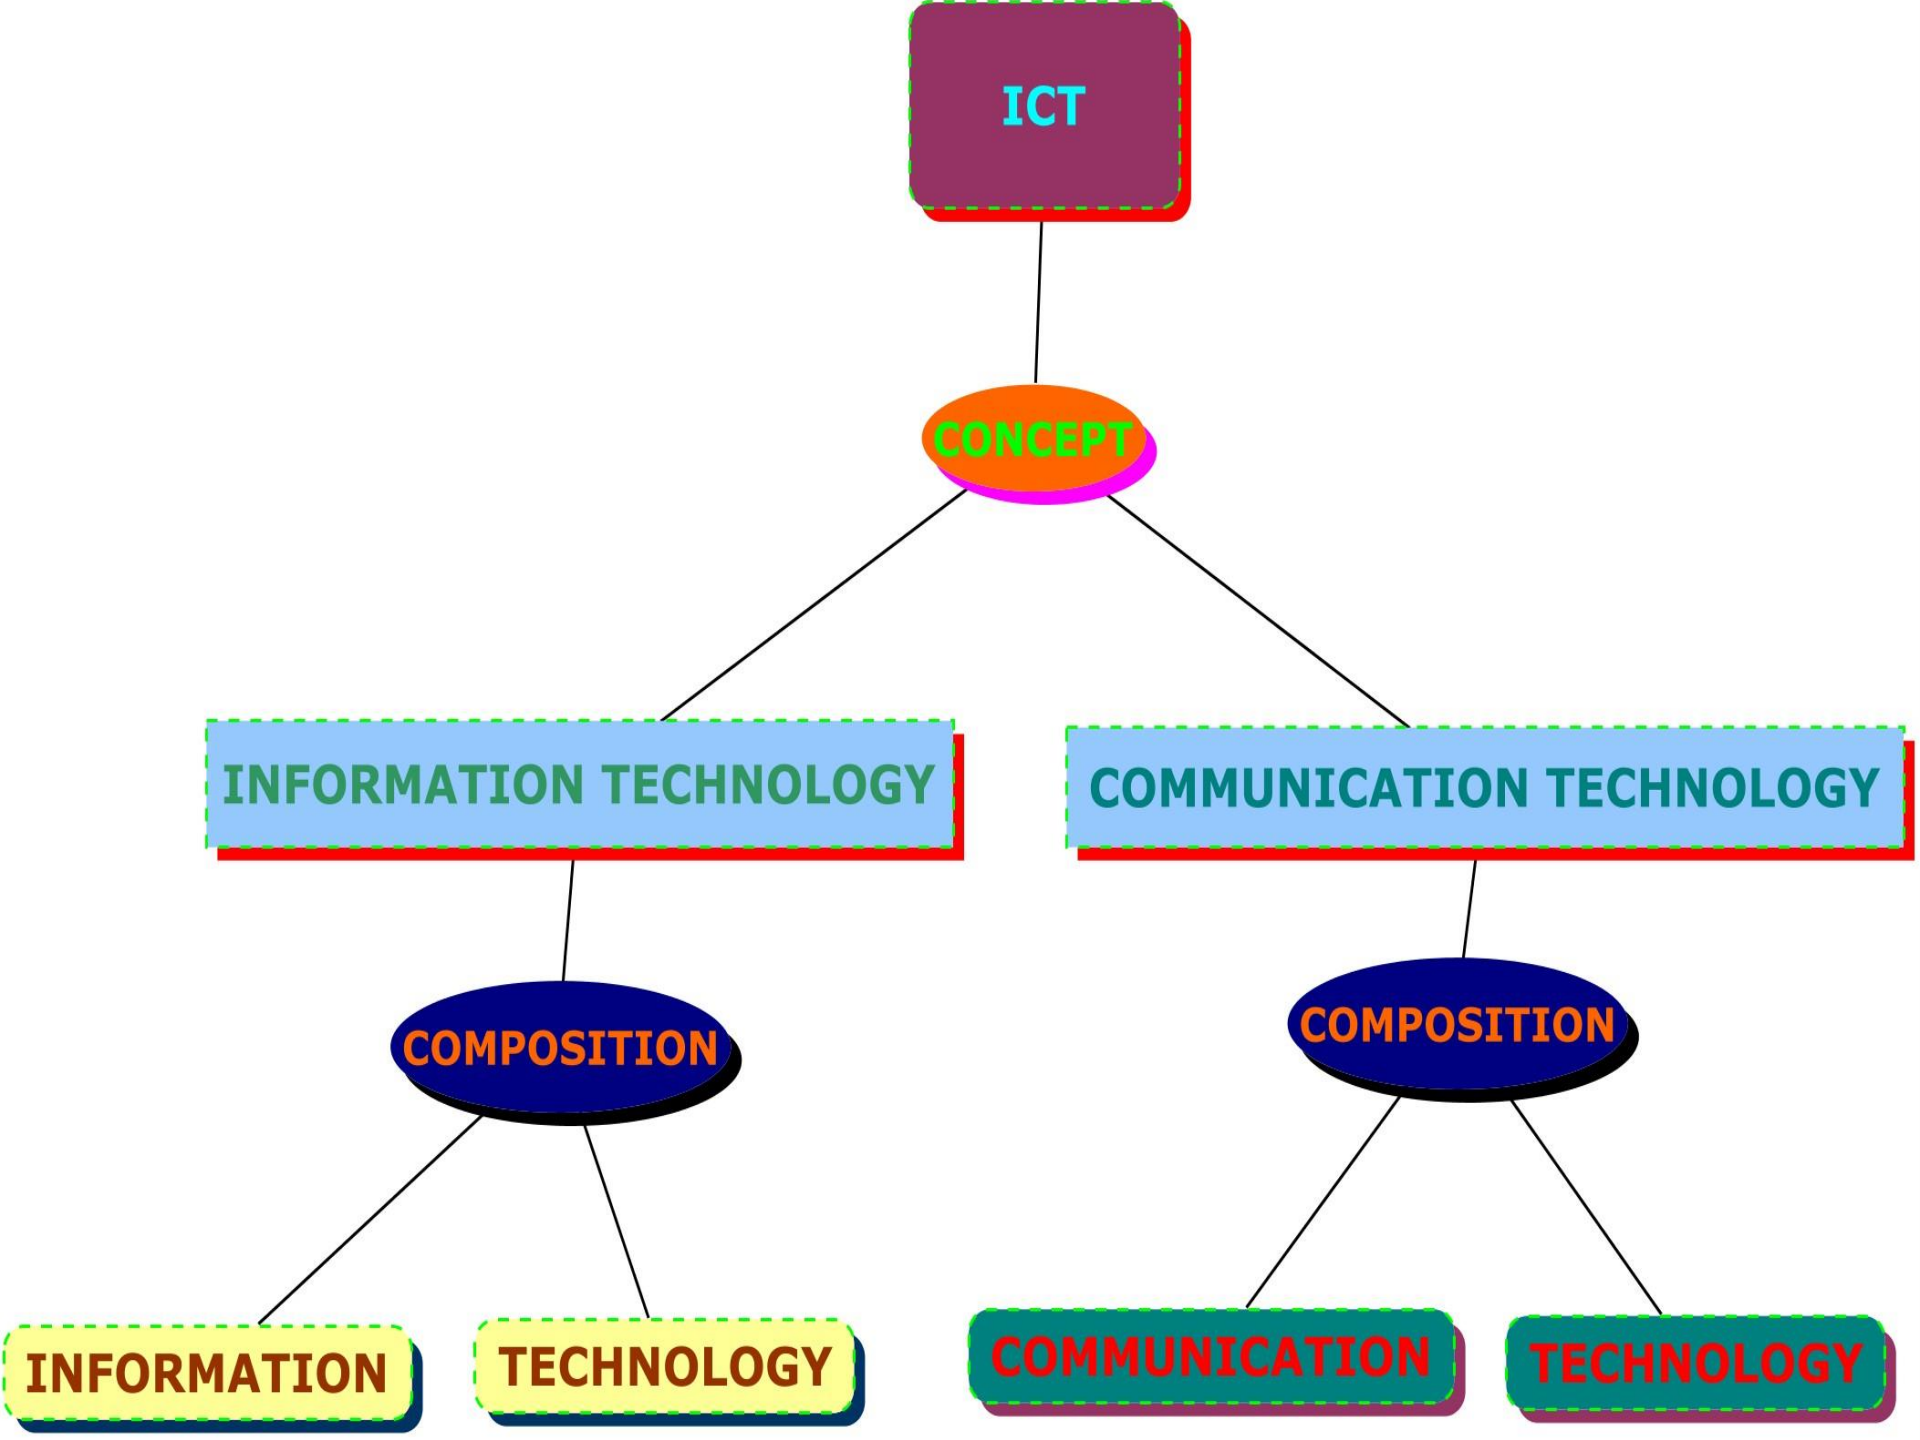 ICT
CONCEPT
INFORMATION TECHNOLOGY
COMMUNICATION TECHNOLOGY
COMPOSITION
COMPOSITION
INFORMATION
TECHNOLOGY
COMMUNICATION
TECHNOLOGY